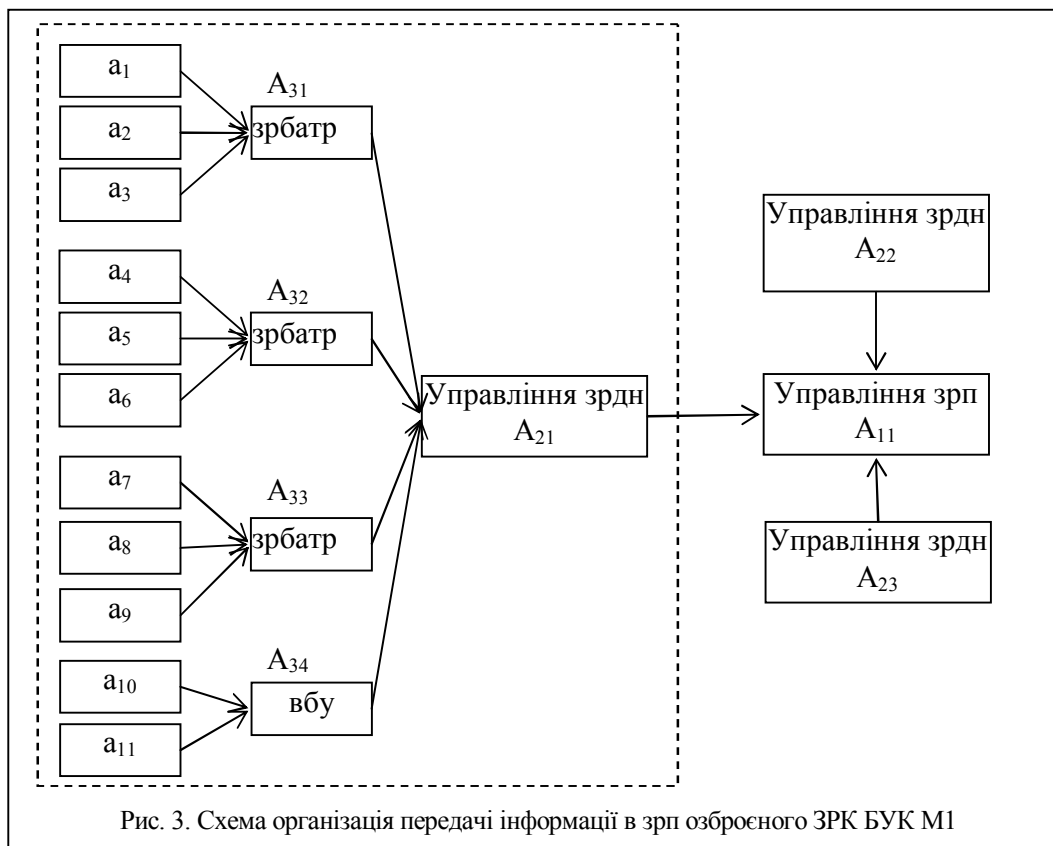 a₁
A₃₁
a₂
зрбатр
a₃
Управління зрдн
A₂₂
a₄
A₃₂
a₅
зрбатр
a₆
Управління зрдн
A₂₁
Управління зрп
A₁₁
a₇
A₃₃
a₈
зрбатр
a₉
Управління зрдн
A₂₃
A₃₄
a₁₀
вбу
a₁₁
Рис. 3. Схема організація передачі інформації в зрп озброєного ЗРК БУК М1